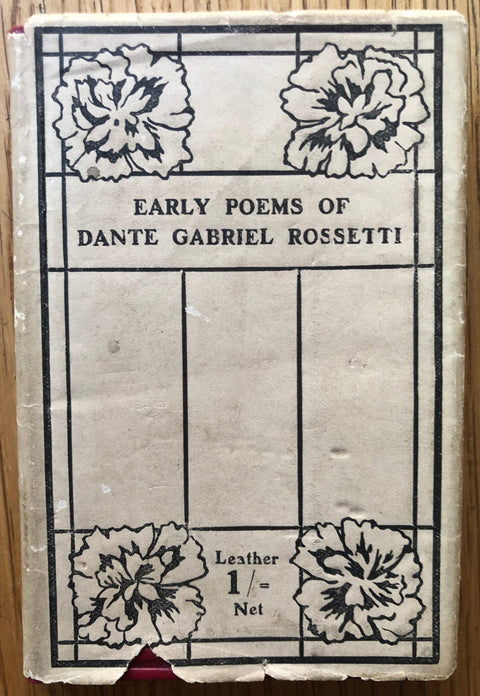 EARLY POEMS OF
DANTE GABRIEL ROSSETTI
Leather
1/=
Net